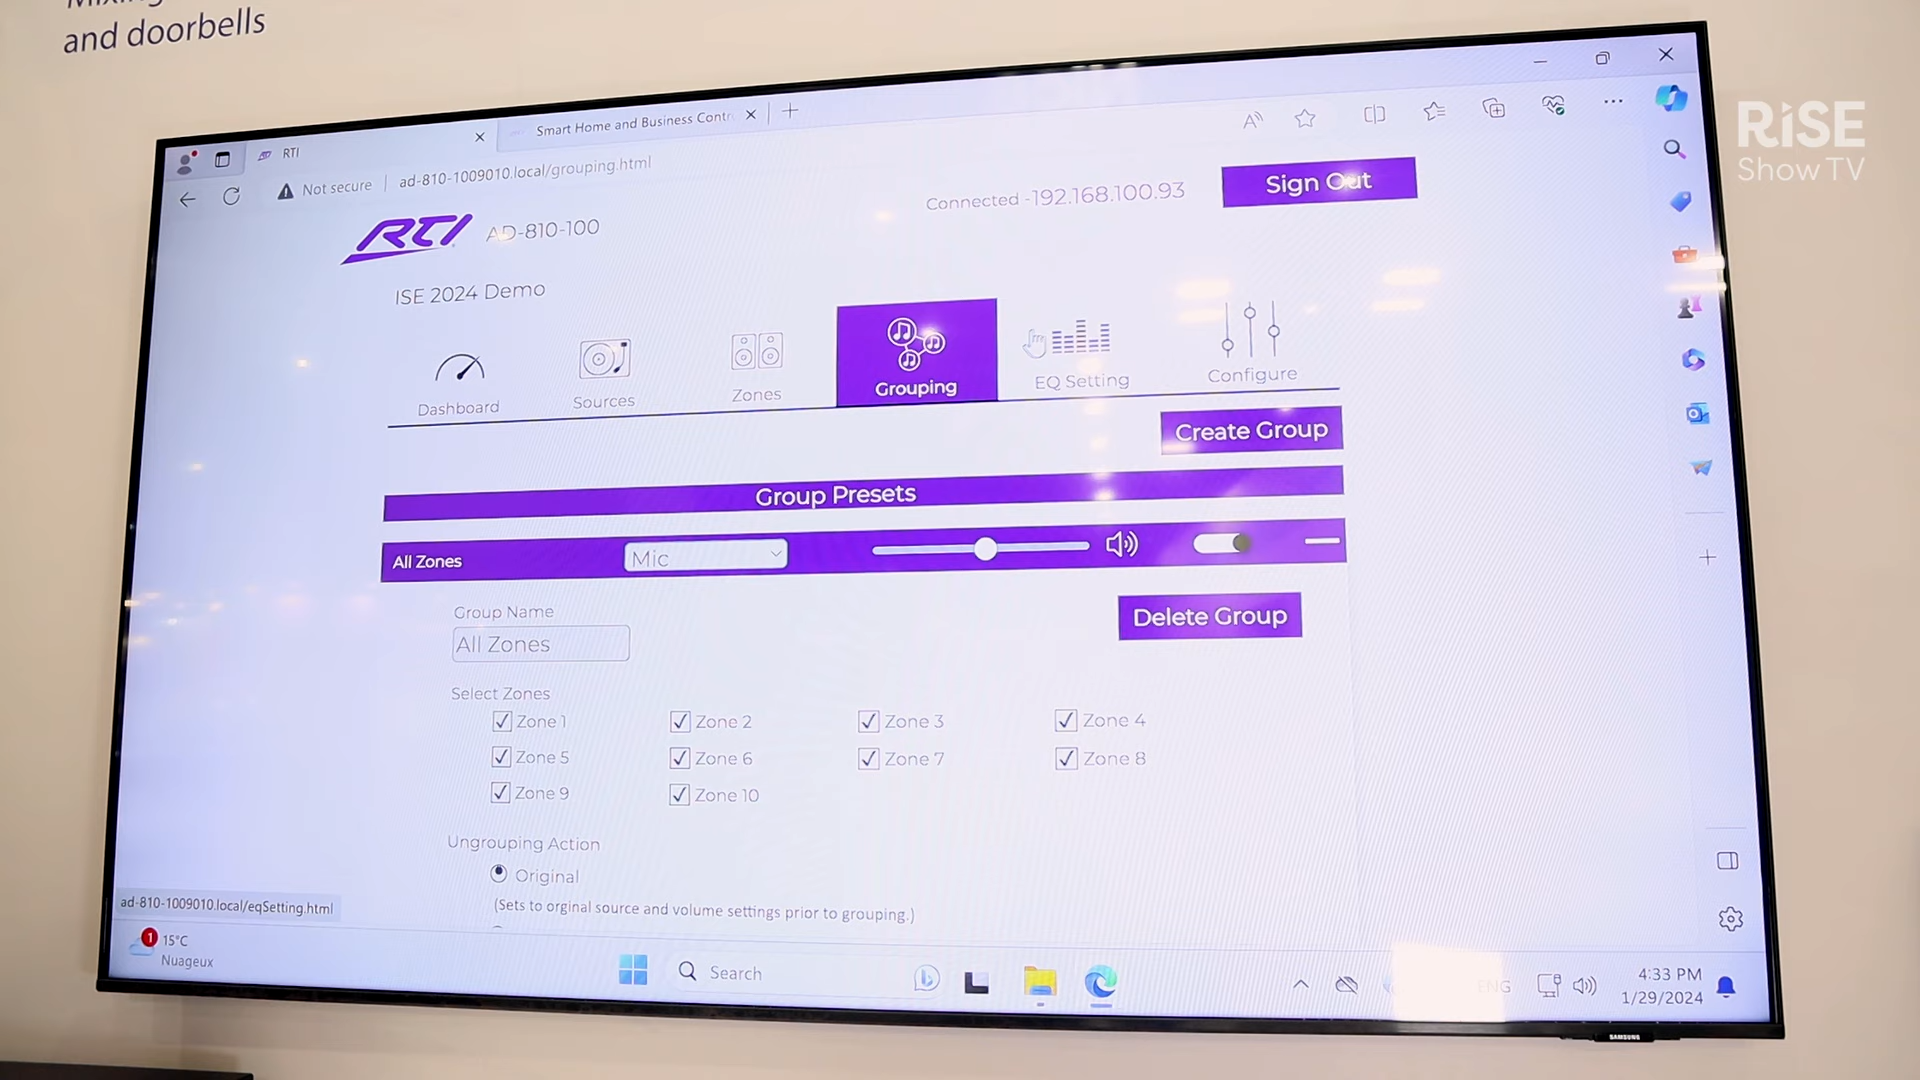 and doorbells
RiSE
Show TV
RTI
Smart Home and Business Contr
Not secure
ad-810-1009010.local/grouping.html
RTI
AD-810-100
Connected -192.168.100.93
Sign Out
ISE 2024 Demo
Dashboard
Sources
Zones
Grouping
EQ Setting
Configure
Create Group
Group Presets
All Zones
Mic
Group Name
All Zones
Delete Group
Select Zones
Zone 1
Zone 2
Zone 3
Zone 4
Zone 5
Zone 6
Zone 7
Zone 8
Zone 9
Zone 10
Ungrouping Action
Original
(Sets to orginal source and volume settings prior to grouping.)
ad-810-1009010.local/eqSetting.html
1
15°C
Nuageux
Search
ENG
4:33 PM
1/29/2024
SAMSUNG